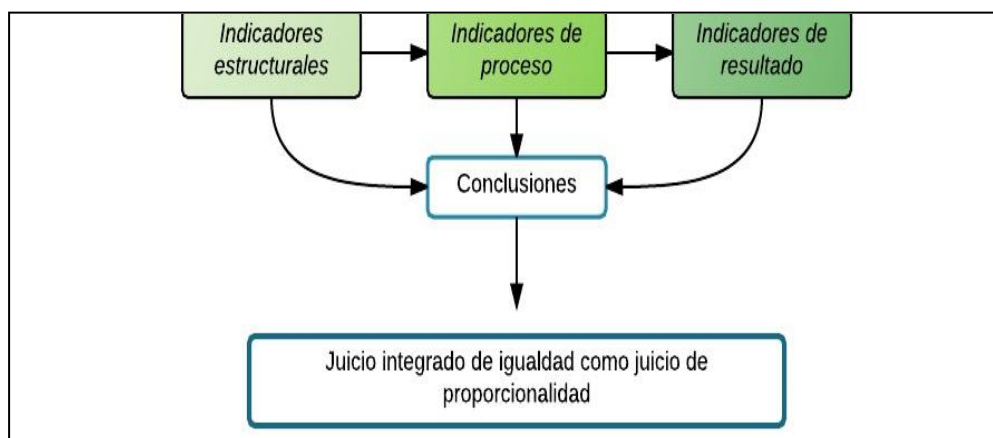 Indicadores
estructurales
Indicadores de
proceso
Indicadores de
resultado
Conclusiones
Juicio integrado de igualdad como juicio de
proporcionalidad